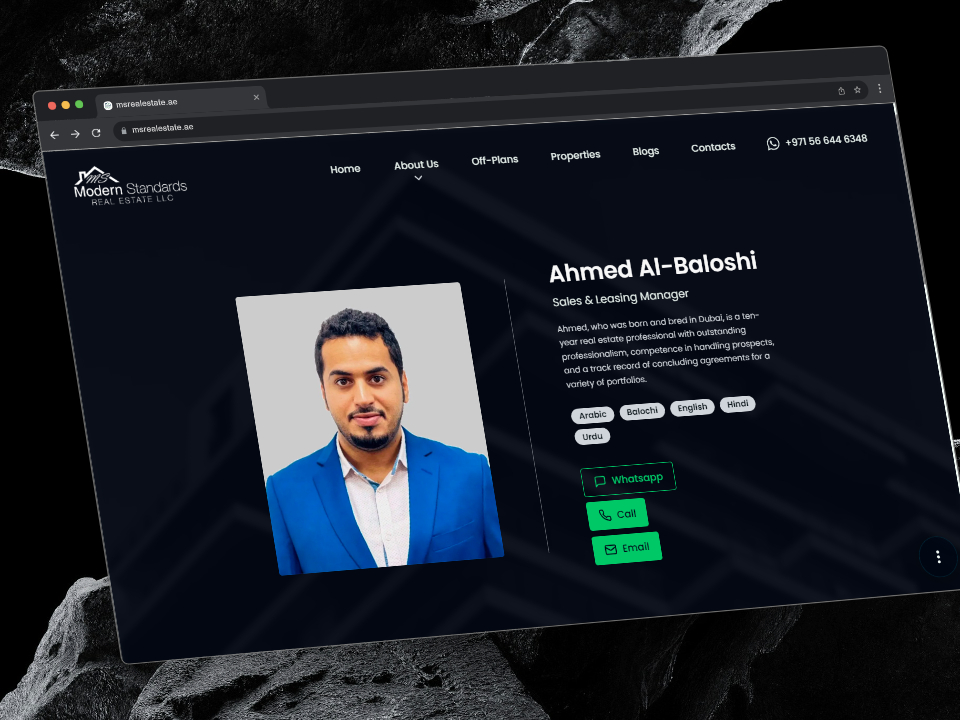 msrealestate.ae
msrealestate.ae
MS
Modern Standards
REAL ESTATE LLC
Home
About Us
Off-Plans
Properties
Blogs
Contacts
+971 56 644 6348
Ahmed Al-Baloshi
Sales & Leasing Manager
Ahmed, who was born and bred in Dubai, is a ten-
year real estate professional with outstanding
professionalism, competence in handling prospects,
and a track record of concluding agreements for a
variety of portfolios.
Arabic
Balochi
English
Hindi
Urdu
Whatsapp
Call
Email